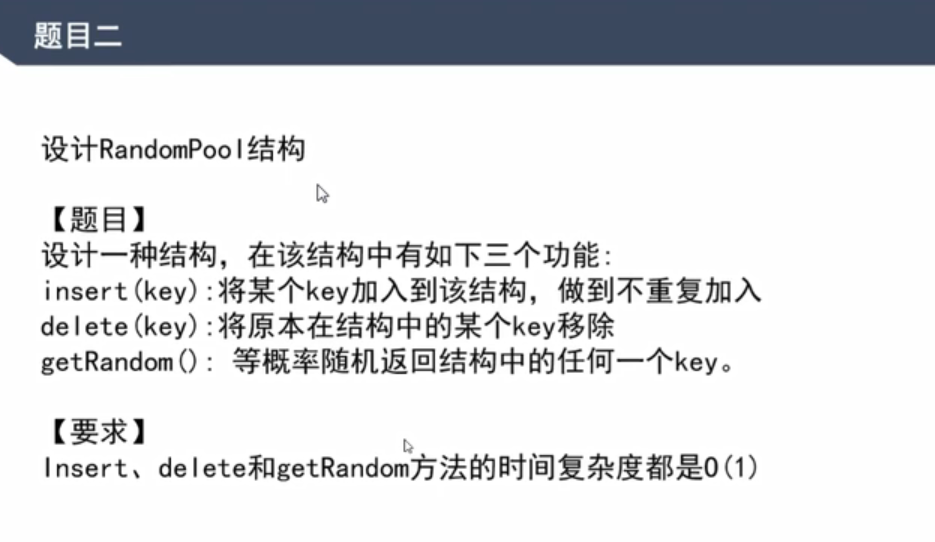 题目二
设计RandomPool结构
【题目】
设计一种结构，在该结构中有如下三个功能:
insert(key):将某个key加入到该结构，做到不重复加入
delete(key):将原本在结构中的某个key移除
getRandom(): 等概率随机返回结构中的任何一个key。
【要求】
Insert、delete和getRandom方法的时间复杂度都是O(1)